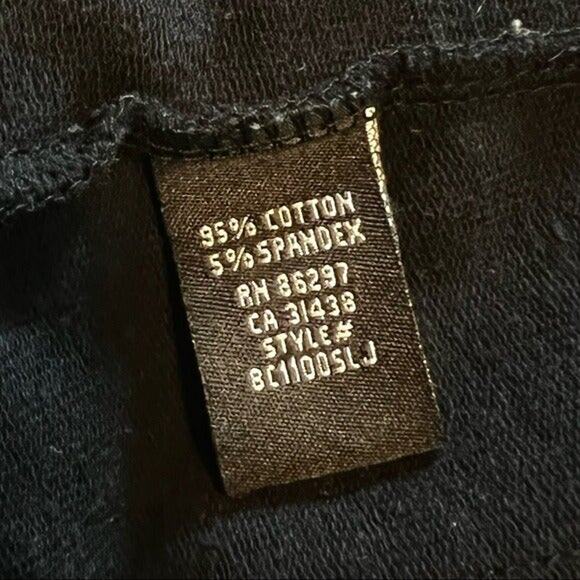 95% COTTON
5% SPANDEX
RN 86297
CA 31438
STYLE#
BC1100SLJ